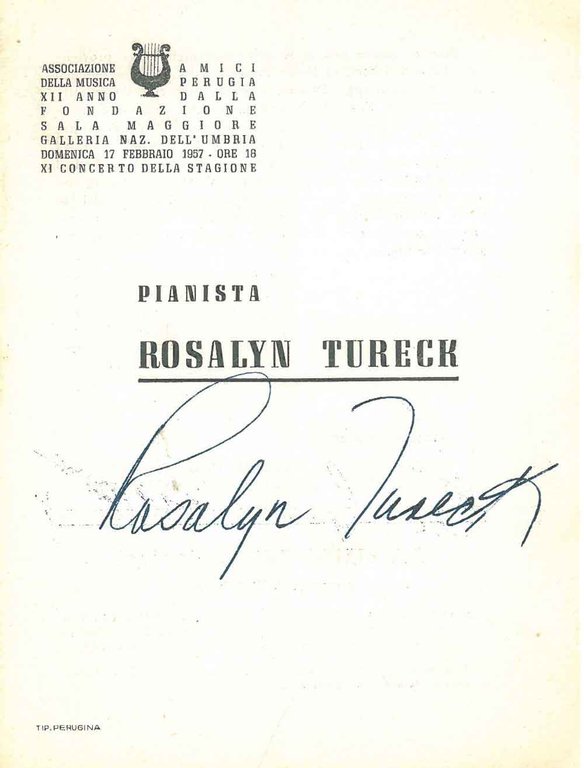 ASSOCIAZIONE AMICI
DELLA MUSICA PERUGIA
XII ANNO DALLA
FONDAZIONE
SALA MAGGIORE
GALLERIA NAZ. DELL'UMBRIA
DOMENICA 17 FEBBRAIO 1957 - ORE 18
XI CONCERTO DELLA STAGIONE
PIANISTA
ROSALYN TURECK
Rosalyn Tureck
TIP. PERUGINA